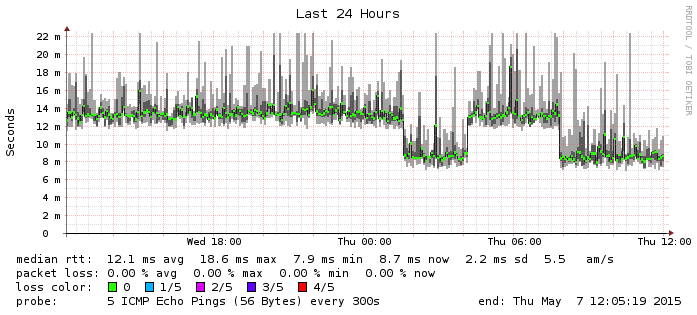 Last 24 Hours
RRDTOOL / TOBI OETIKER
Seconds
22 m
20 m
18 m
16 m
14 m
12 m
10 m
8 m
6 m
4 m
2 m
0
Wed 18:00 Thu 00:00 Thu 06:00 Thu 12:00
median rtt: 12.1 ms avg 18.6 ms max 7.9 ms min 8.7 ms now 2.2 ms sd 5.5 am/s
packet loss: 0.00 % avg 0.00 % max 0.00 % min 0.00 % now
loss color: 0 1/5 2/5 3/5 4/5
probe: 5 ICMP Echo Pings (56 Bytes) every 300s end: Thu May 7 12:05:19 2015